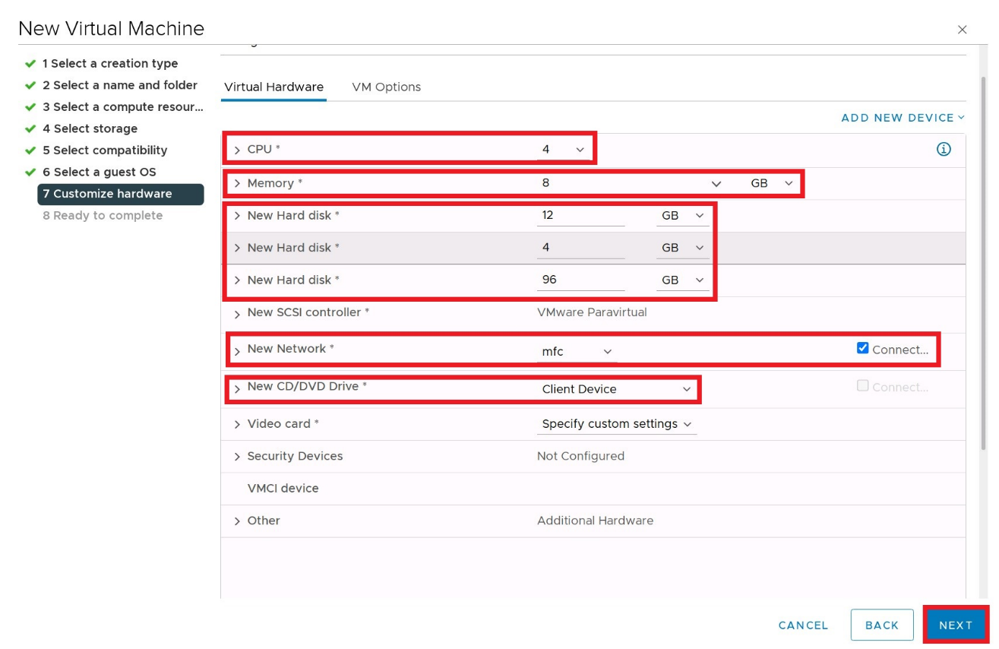 New Virtual Machine
1 Select a creation type
2 Select a name and folder
3 Select a compute resour...
4 Select storage
5 Select compatibility
6 Select a guest OS
7 Customize hardware
8 Ready to complete
Virtual Hardware VM Options
ADD NEW DEVICE
CPU * 4
Memory * 8 GB
New Hard disk * 12 GB
New Hard disk * 4 GB
New Hard disk * 96 GB
New SCSI controller * VMware Paravirtual
New Network * mfc Connect...
New CD/DVD Drive * Client Device Connect...
Video card * Specify custom settings
Security Devices Not Configured
VMCI device
Other Additional Hardware
CANCEL BACK NEXT